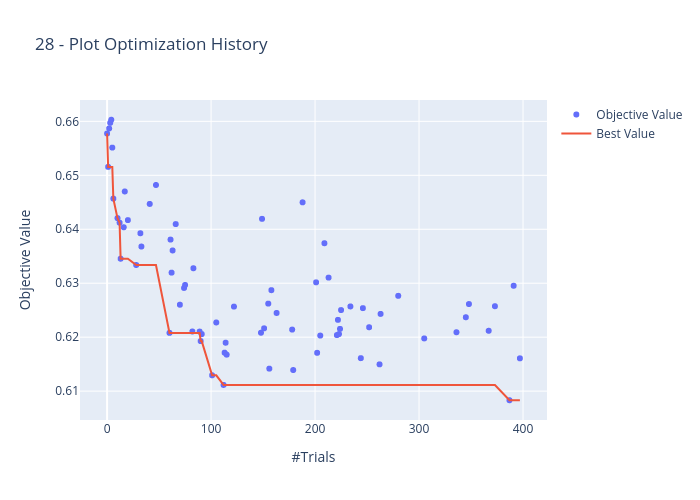 28 - Plot Optimization History
Objective Value
Best Value
Objective Value
0.66
0.65
0.64
0.63
0.62
0.61
0 100 200 300 400
#Trials